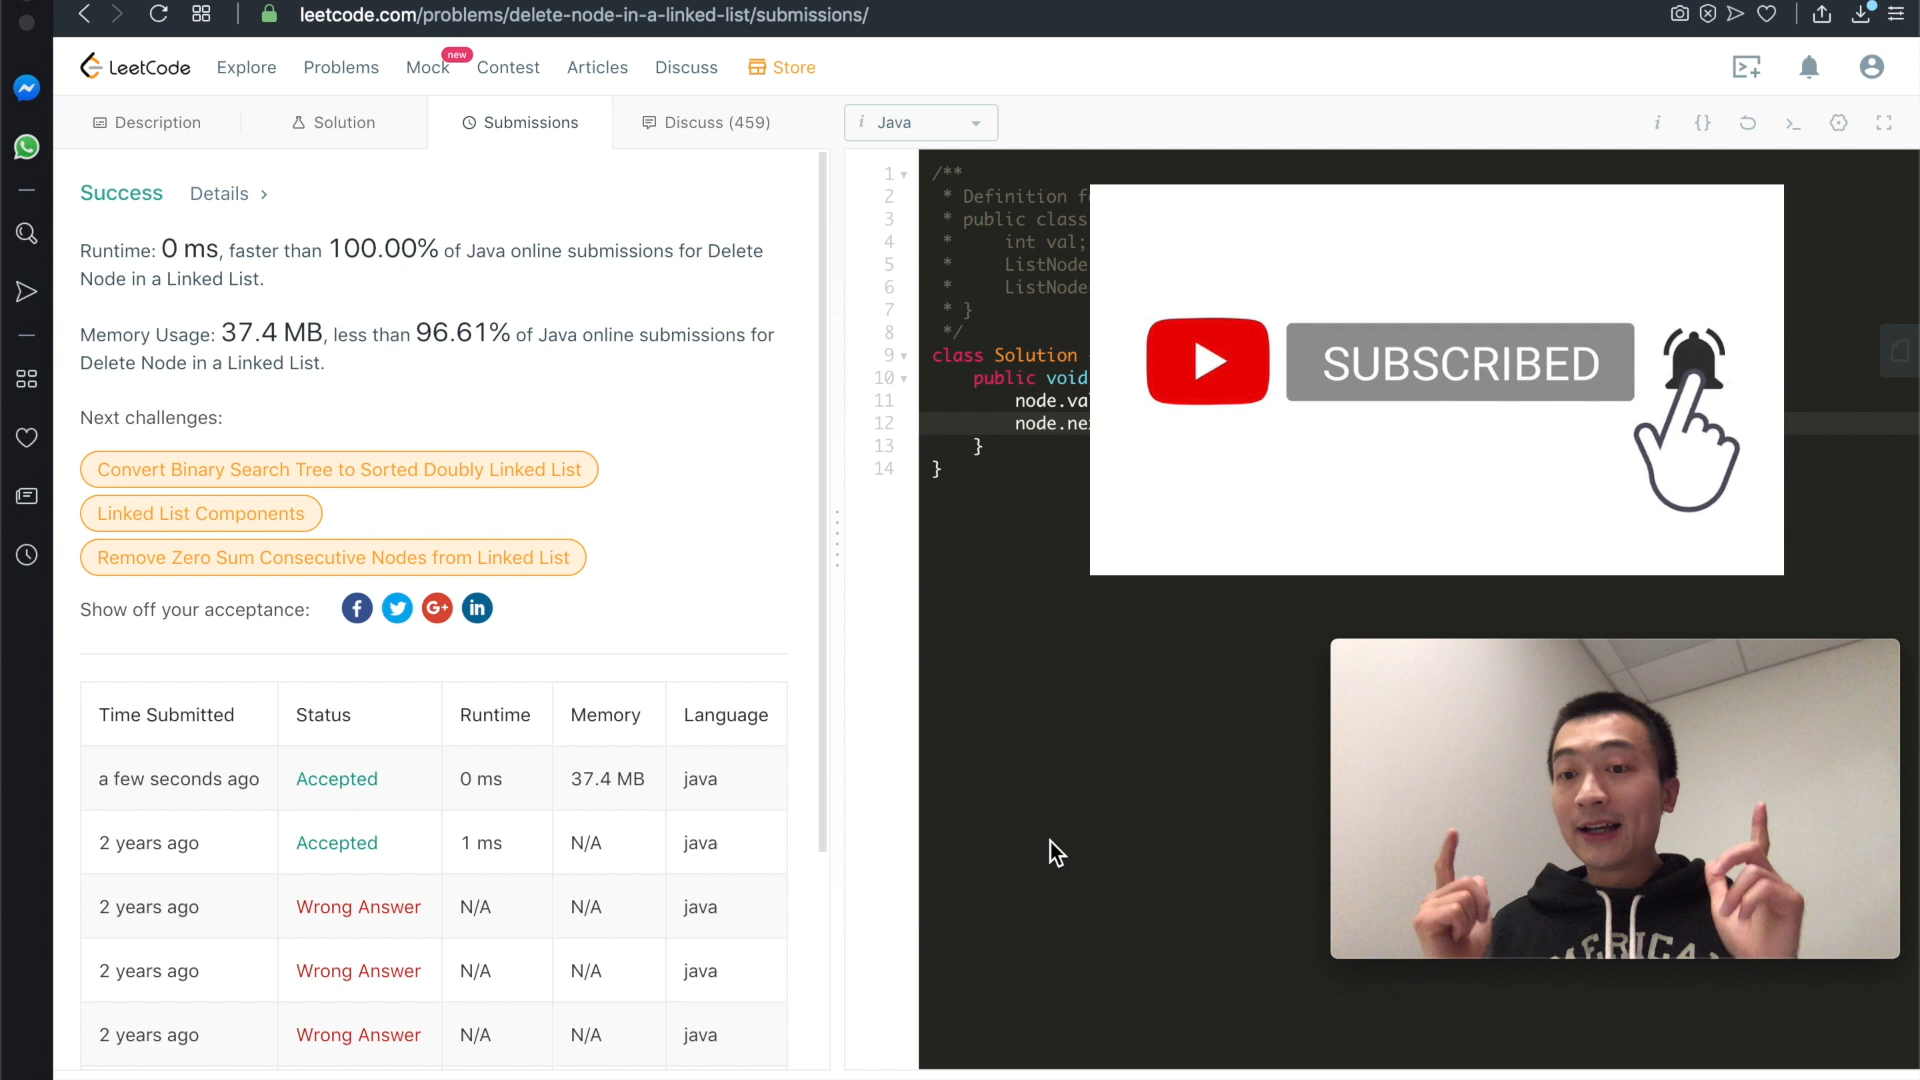 leetcode.com/problems/delete-node-in-a-linked-list/submissions/
LeetCode
Explore
Problems
Mock
new
Contest
Articles
Discuss
Store
Description
Solution
Submissions
Discuss (459)
i Java
Success
Details >
Runtime: 0 ms, faster than 100.00% of Java online submissions for Delete
Node in a Linked List.
Memory Usage: 37.4 MB, less than 96.61% of Java online submissions for
Delete Node in a Linked List.
Next challenges:
Convert Binary Search Tree to Sorted Doubly Linked List
Linked List Components
Remove Zero Sum Consecutive Nodes from Linked List
Show off your acceptance:
f
G+
in
Time Submitted Status Runtime Memory Language
a few seconds ago Accepted 0 ms 37.4 MB java
2 years ago Accepted 1 ms N/A java
2 years ago Wrong Answer N/A N/A java
2 years ago Wrong Answer N/A N/A java
2 years ago Wrong Answer N/A N/A java
1 /**
2 * Definition
3 * public class
4 * int val;
5 * ListNode
6 * ListNode
7 * }
8 */
9 class Solution
10 public void
11 node.va
12 node.ne
13 }
14 }
SUBSCRIBED
MERICA